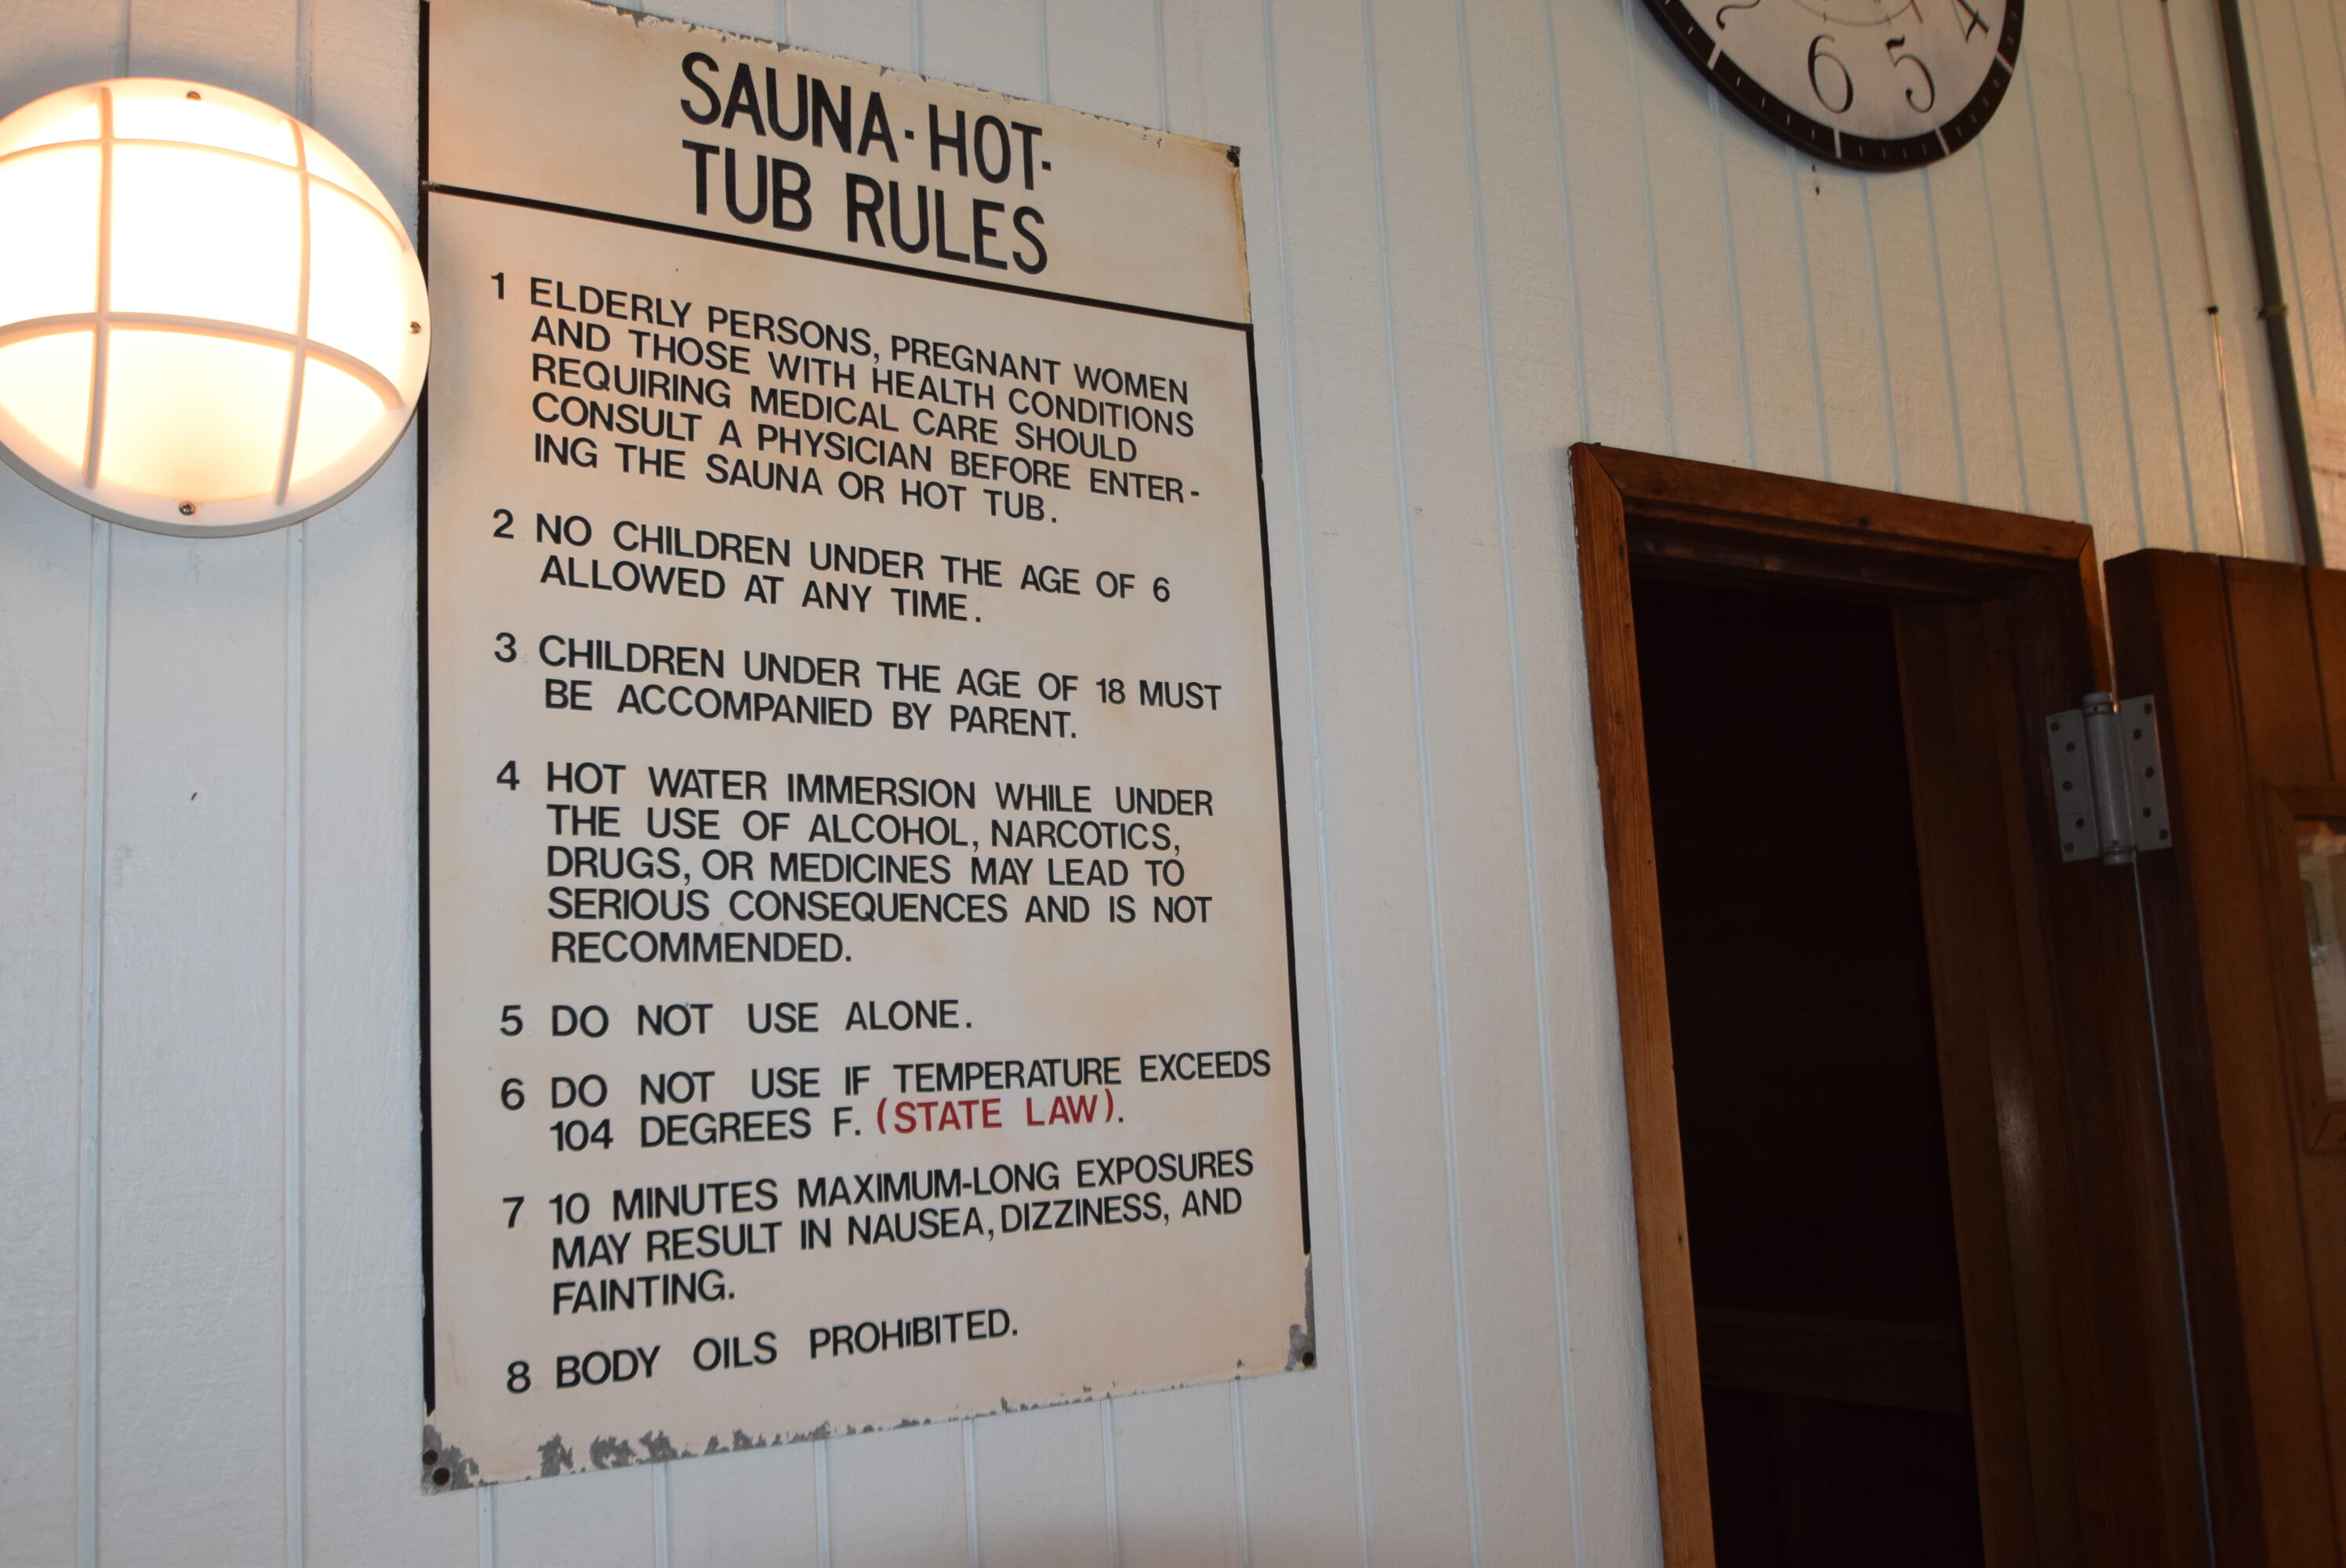 SAUNA·HOT·
TUB RULES
1 ELDERLY PERSONS, PREGNANT WOMEN
AND THOSE WITH HEALTH CONDITIONS
REQUIRING MEDICAL CARE SHOULD
CONSULT A PHYSICIAN BEFORE ENTER-
ING THE SAUNA OR HOT TUB.
2 NO CHILDREN UNDER THE AGE OF 6
ALLOWED AT ANY TIME.
3 CHILDREN UNDER THE AGE OF 18 MUST
BE ACCOMPANIED BY PARENT.
4 HOT WATER IMMERSION WHILE UNDER
THE USE OF ALCOHOL, NARCOTICS,
DRUGS, OR MEDICINES MAY LEAD TO
SERIOUS CONSEQUENCES AND IS NOT
RECOMMENDED.
5 DO NOT USE ALONE.
6 DO NOT USE IF TEMPERATURE EXCEEDS
104 DEGREES F. (STATE LAW).
7 10 MINUTES MAXIMUM-LONG EXPOSURES
MAY RESULT IN NAUSEA, DIZZINESS, AND
FAINTING.
8 BODY OILS PROHiBITED.
6 5 4